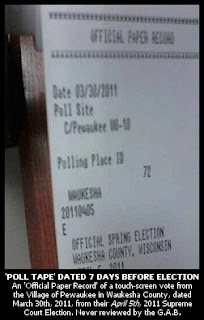 OFFICIAL PAPER RECORD
Date 03/30/2011
Poll Site
C/Pewaukee W8-10
Polling Place ID
72
WAUKESHA
20110405
E
OFFICIAL SPRING ELECTION
WAUKESHA COUNTY, WISCONSIN
5, 2011
'POLL TAPE' DATED 7 DAYS BEFORE ELECTION
An 'Official Paper Record' of a touch-screen vote from
the Village of Pewaukee in Waukesha County, dated
March 30th, 2011, from their April 5th, 2011 Supreme
Court Election. Never reviewed by the G.A.B.